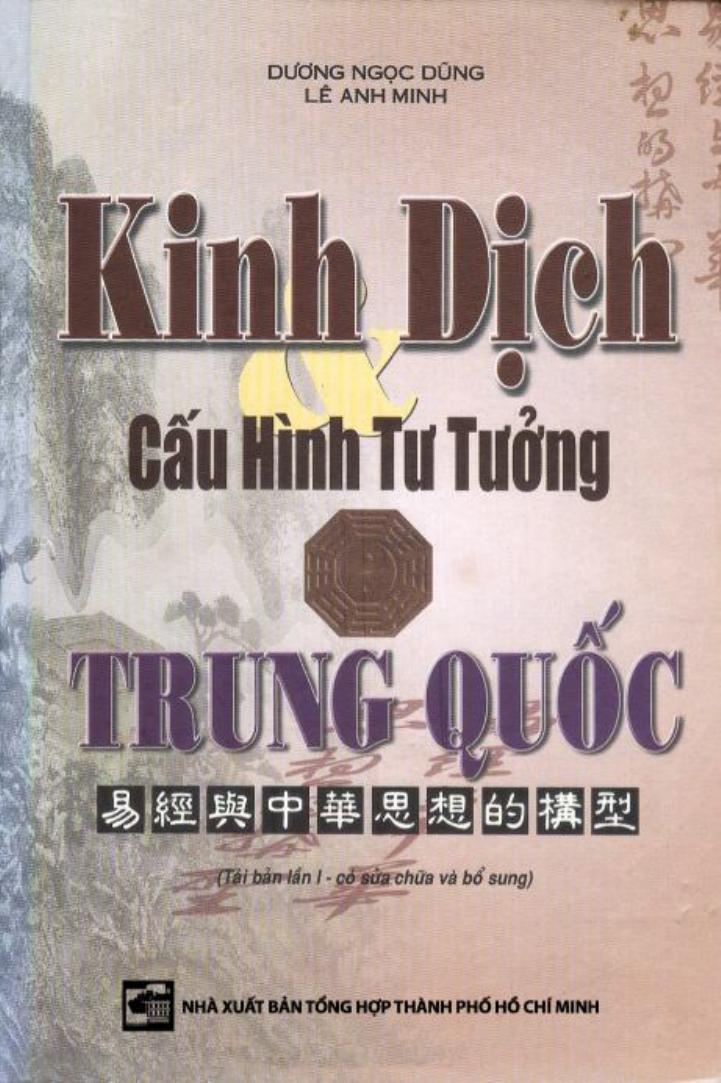 DƯƠNG NGỌC DŨNG
LÊ ANH MINH
Kinh Dịch
&
Cấu Hình Tư Tưởng
TRUNG QUỐC
易經與中華思想的構型
(Tái bản lần I - có sửa chữa và bổ sung)
NHÀ XUẤT BẢN TỔNG HỢP THÀNH PHỐ HỒ CHÍ MINH